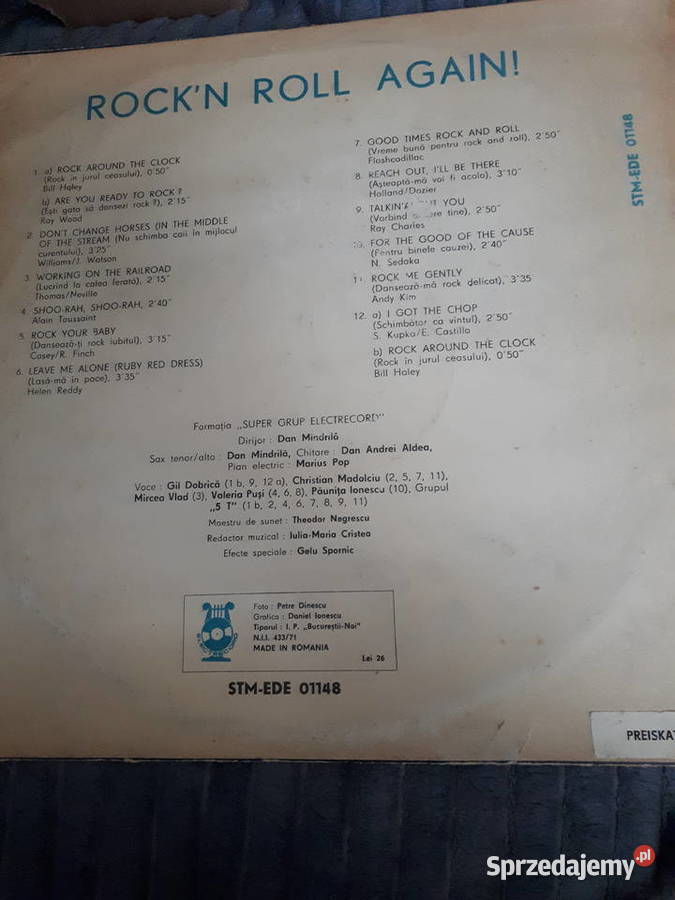 ROCK'N ROLL AGAIN!
1. a) ROCK AROUND THE CLOCK
(Rock în jurul ceasului), 0'50"
Bill Haley
b) ARE YOU READY TO ROCK?
(Ești gata să dansezi rock?), 2'15"
Roy Wood
2. DON'T CHANGE HORSES (IN THE MIDDLE
OF THE STREAM (Nu schimba caii în mijlocul
curentului), 3'25"
Williams/J. Watson
3. WORKING ON THE RAILROAD
(Lucrînd la calea ferată), 2'15"
Thomas/Neville
4. SHOO-RAH, SHOO-RAH, 2'40"
Alain Toussaint
5. ROCK YOUR BABY
(Dansează-ți rock iubitul), 3'15"
Casey/R. Finch
6. LEAVE ME ALONE (RUBY RED DRESS)
(Lasă-mă în pace), 3'35"
Helen Reddy
7. GOOD TIMES ROCK AND ROLL
(Vreme bună pentru rock and roll), 2'50"
Flashcadillac
8. REACH OUT, I'LL BE THERE
(Așteaptă-mă voi fi acolo), 3'10"
Holland/Dozier
9. TALKIN' YOU
(Vorbind tine), 2'50"
Ray Charles
10. FOR THE GOOD OF THE CAUSE
(Pentru binele cauzei), 2'40"
N. Sedaka
11. ROCK ME GENTLY
(Dansează-mă rock delicat), 3'35
Andy Kim
12. a) I GOT THE CHOP
(Schimbător ca vîntul), 2'50"
S. Kupka/E. Castilla
b) ROCK AROUND THE CLOCK
(Rock în jurul ceasului), 0'50"
Bill Haley
STM-EDE 01148
Formația „SUPER GRUP ELECTRECORD"
Dirijor : Dan Mîndrilă
Sax tenor/alto : Dan Mîndrilă, Chitare : Dan Andrei Aldea,
Pian electric : Marius Pop
Voce : Gil Dobrică (1 b, 9, 12 a), Christian Madolciu (2, 5, 7, 11),
Mircea Vlad (3), Valeria Puși (4, 6, 8), Păunița Ionescu (10), Grupul
„5 T" (1 b, 2, 4, 6, 7, 8, 9, 11)
Maestru de sunet : Theodor Negrescu
Redactor muzical : Iulia-Maria Cristea
Efecte speciale : Gelu Spornic
Foto : Petre Dinescu
Grafica : Daniel Ionescu
Tiparul : I. P. „Bucureștii-Noi"
N.I.I. 433/71
MADE IN ROMANIA
Lei 26
STM-EDE 01148
PREISKAT
Sprzedajemy.pl